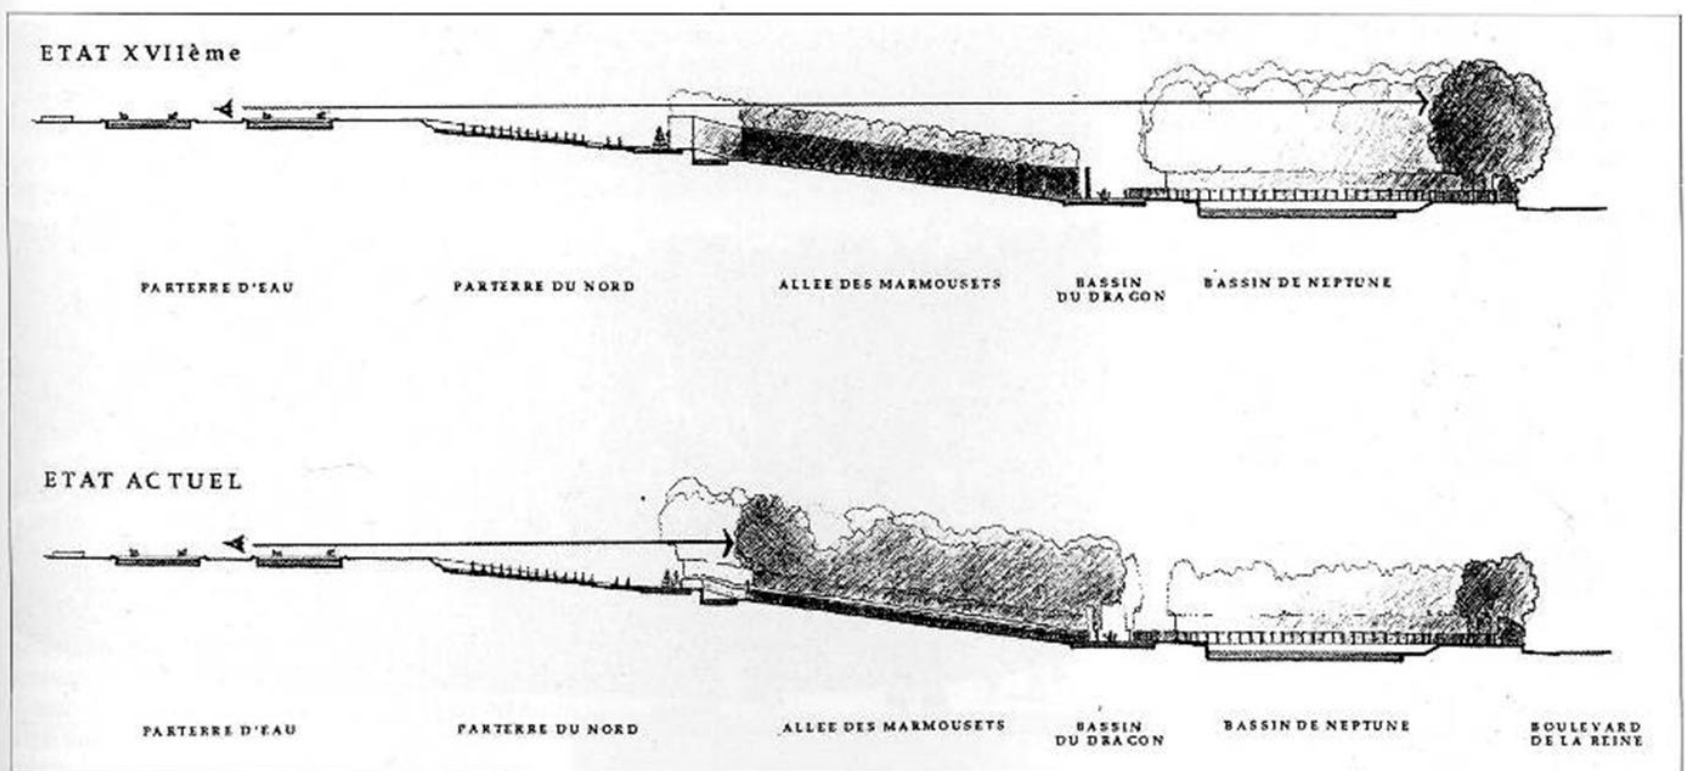 ETAT XVIIème
PARTERRE D'EAU
PARTERRE DU NORD
ALLEE DES MARMOUSETS
BASSIN
DU DRAGON
BASSIN DE NEPTUNE
ETAT ACTUEL
PARTERRE D'EAU
PARTERRE DU NORD
ALLEE DES MARMOUSETS
BASSIN
DU DRAGON
BASSIN DE NEPTUNE
BOULEVARD
DE LA REINE